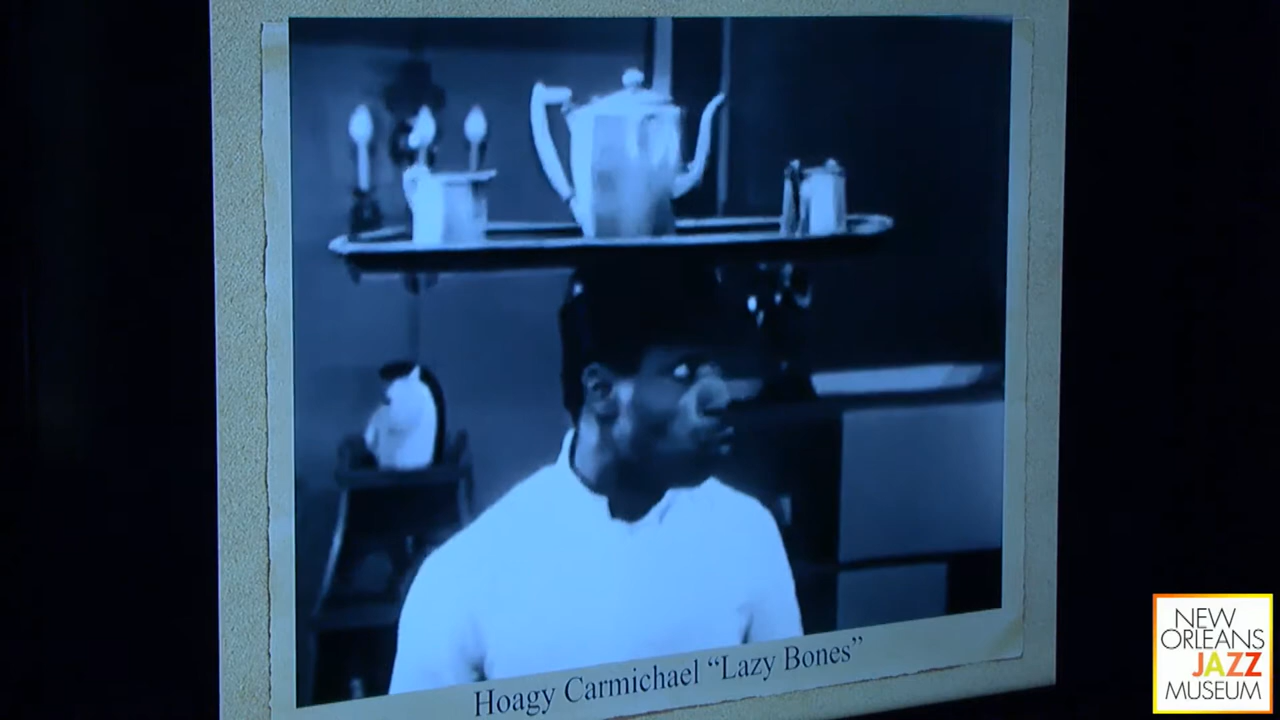 Hoagy Carmichael “Lazy Bones”
NEW
ORLEANS
JAZZ
MUSEUM